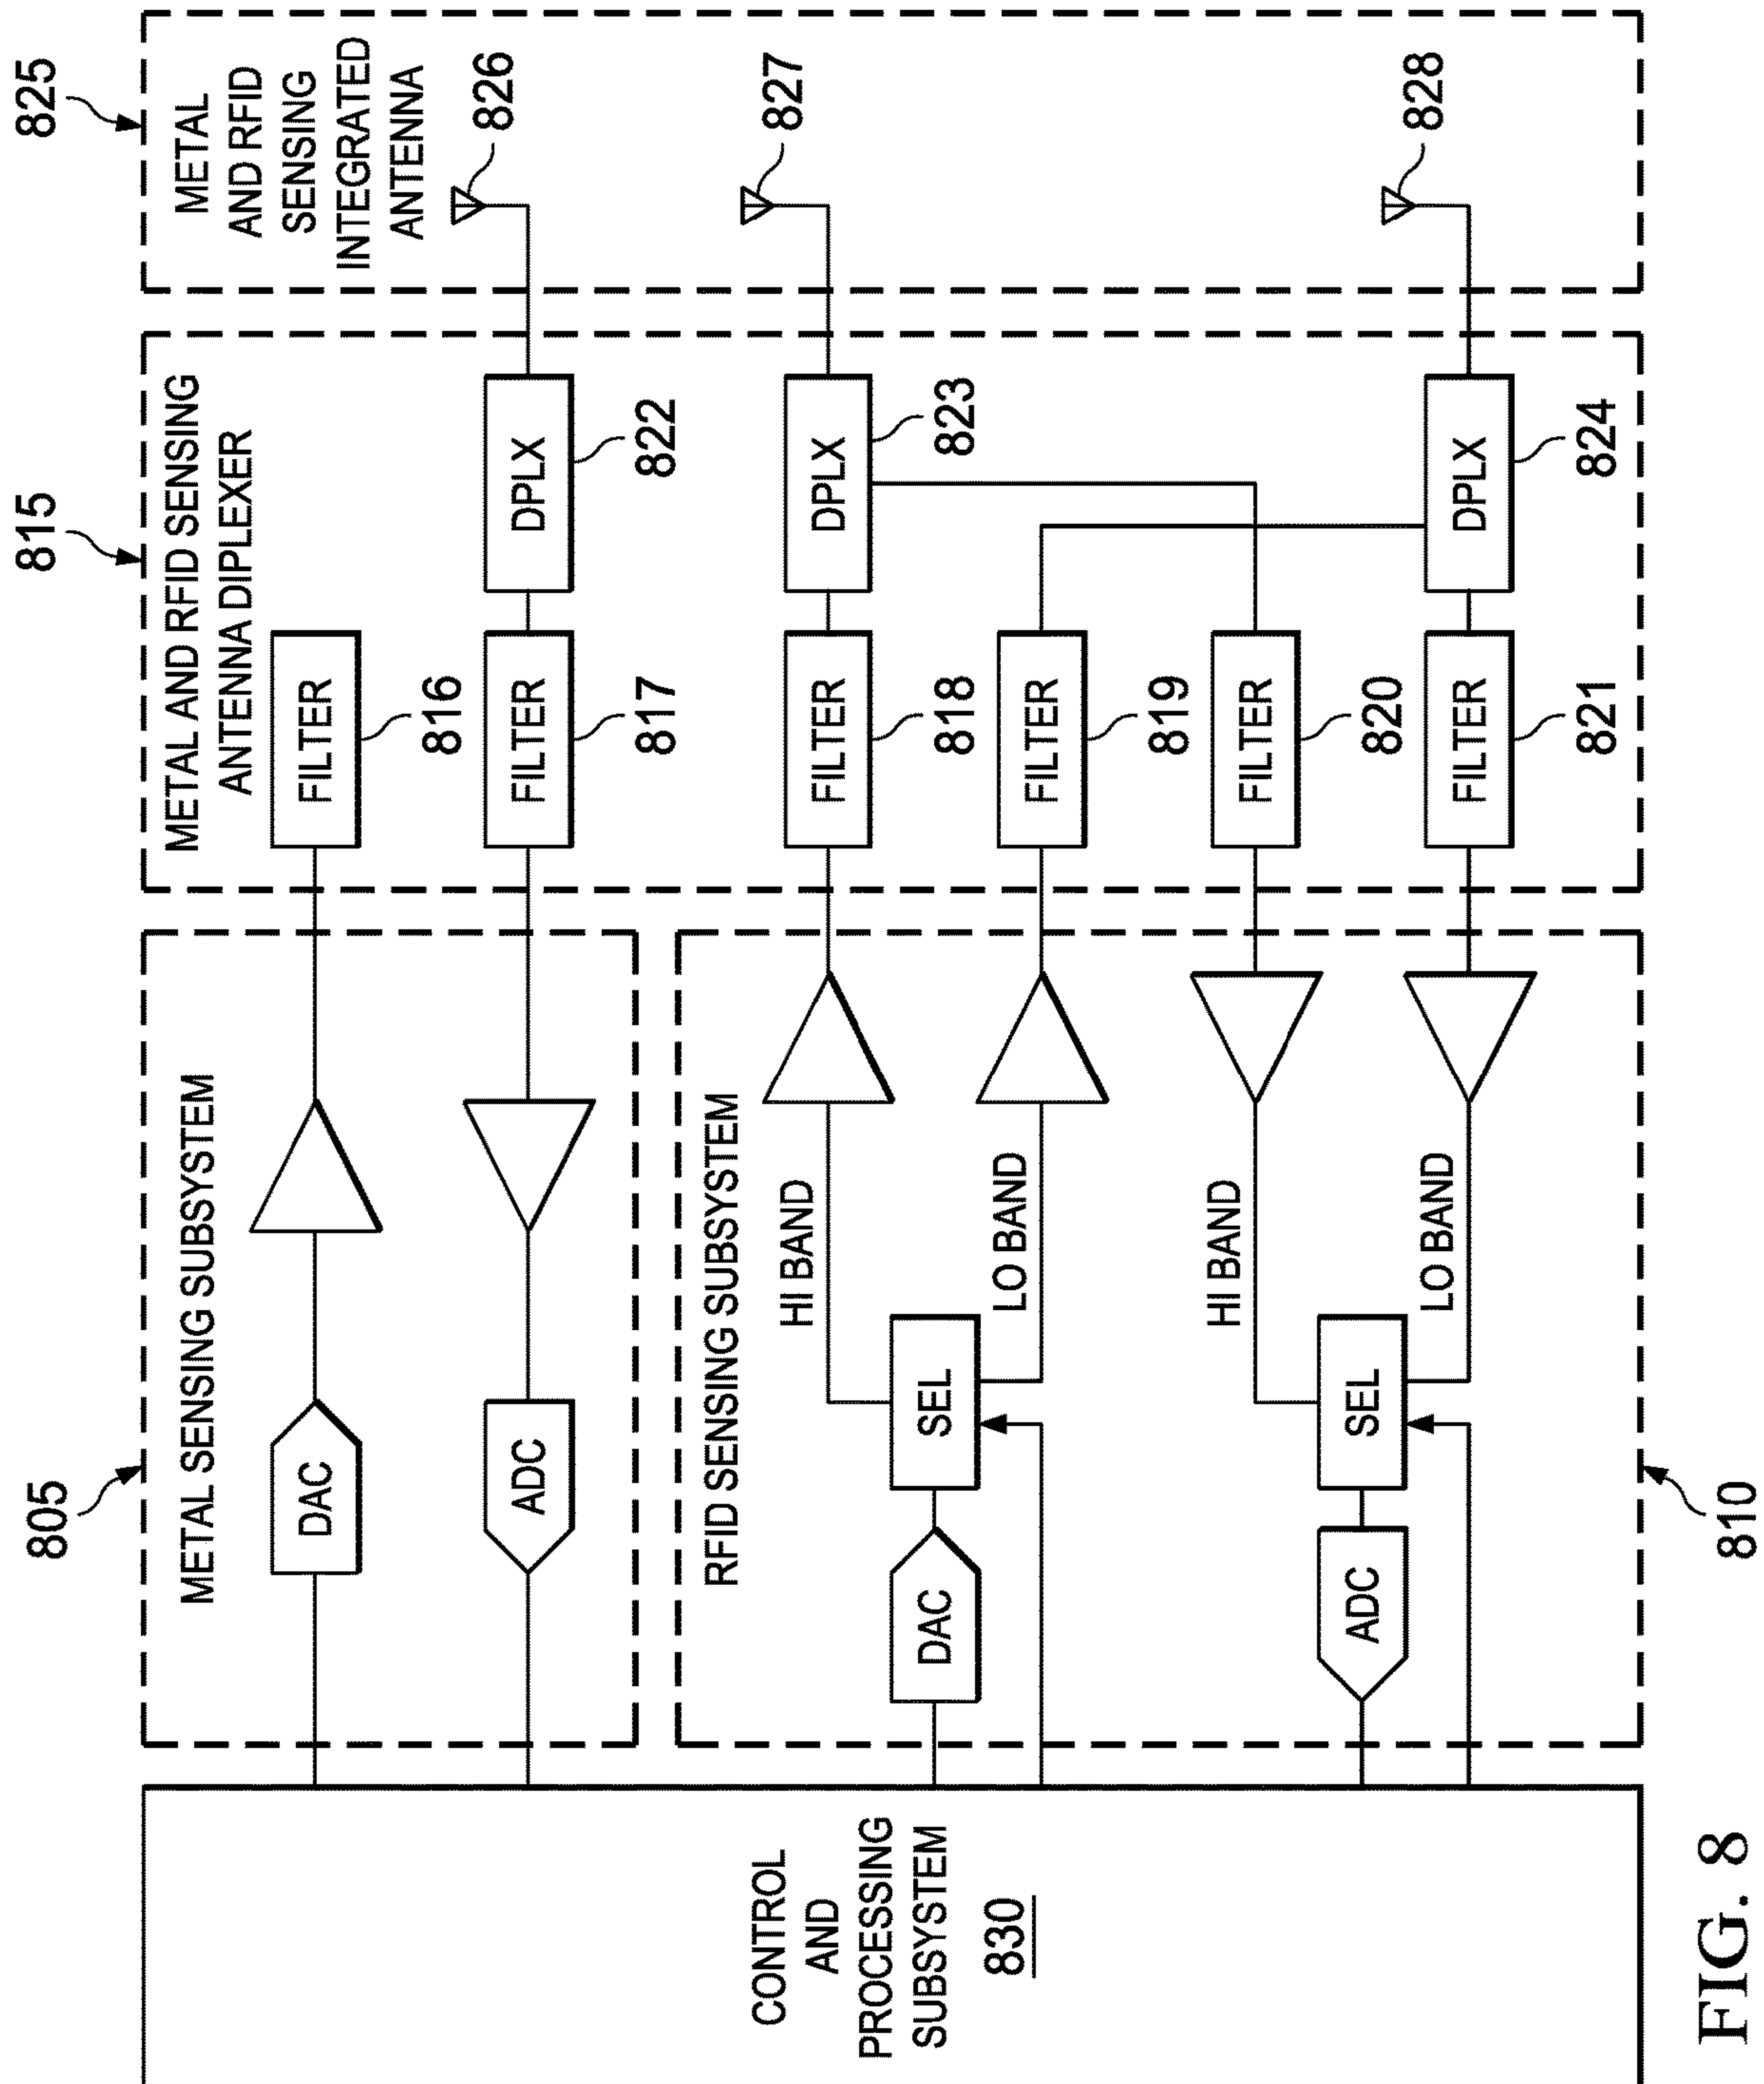 805
815
825
METAL SENSING SUBSYSTEM
DAC
ADC
METAL AND RFID SENSING
ANTENNA DIPLEXER
FILTER
816
FILTER
817
DPLX
822
METAL
AND RFID
SENSING
INTEGRATED
ANTENNA
826
827
828
CONTROL
AND
PROCESSING
SUBSYSTEM
830
RFID SENSING SUBSYSTEM
HI BAND
DAC
SEL
LO BAND
HI BAND
ADC
SEL
LO BAND
FILTER
818
DPLX
823
FILTER
819
FILTER
820
FILTER
821
DPLX
824
810
FIG. 8